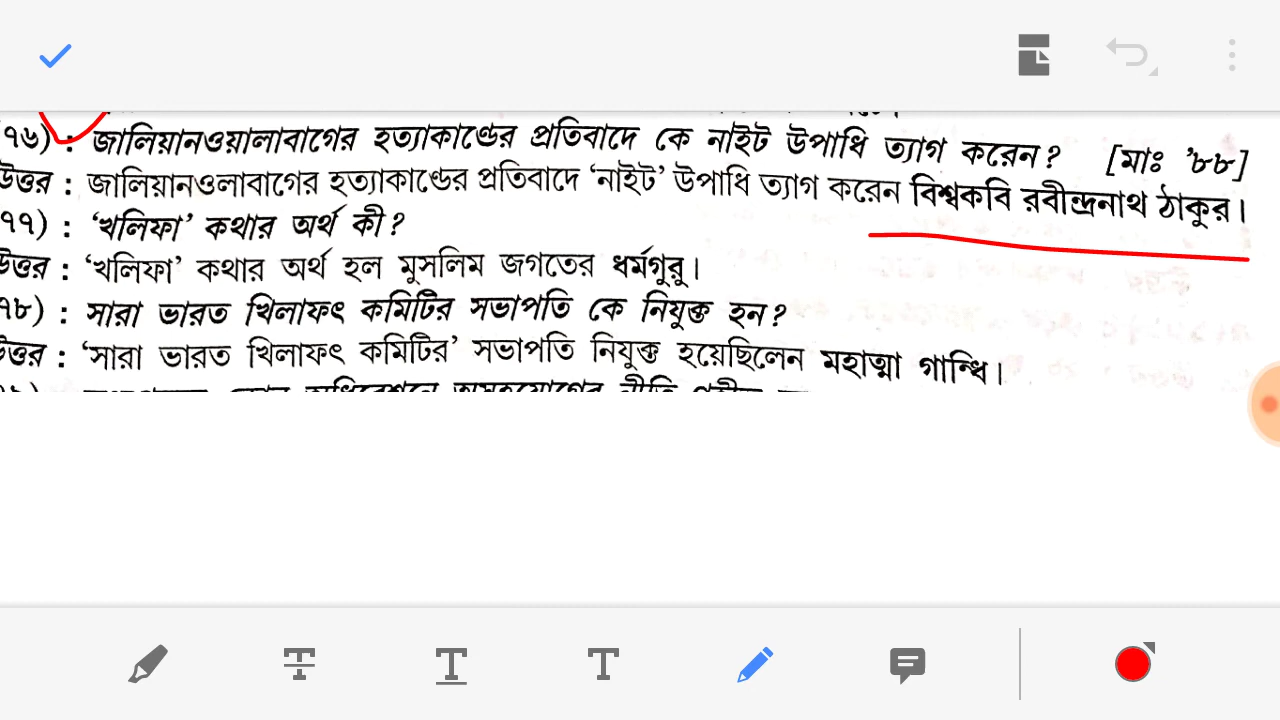 ৭৬) : জালিয়ানওয়ালাবাগের হত্যাকাণ্ডের প্রতিবাদে কে নাইট উপাধি ত্যাগ করেন? [মাঃ '৮৮]
উত্তর : জালিয়ানওলাবাগের হত্যাকাণ্ডের প্রতিবাদে 'নাইট' উপাধি ত্যাগ করেন বিশ্বকবি রবীন্দ্রনাথ ঠাকুর।
৭৭) : 'খলিফা' কথার অর্থ কী?
উত্তর : 'খলিফা' কথার অর্থ হল মুসলিম জগতের ধর্মগুরু।
৭৮) : সারা ভারত খিলাফৎ কমিটির সভাপতি কে নিযুক্ত হন?
উত্তর : 'সারা ভারত খিলাফৎ কমিটির' সভাপতি নিযুক্ত হয়েছিলেন মহাত্মা গান্ধি।